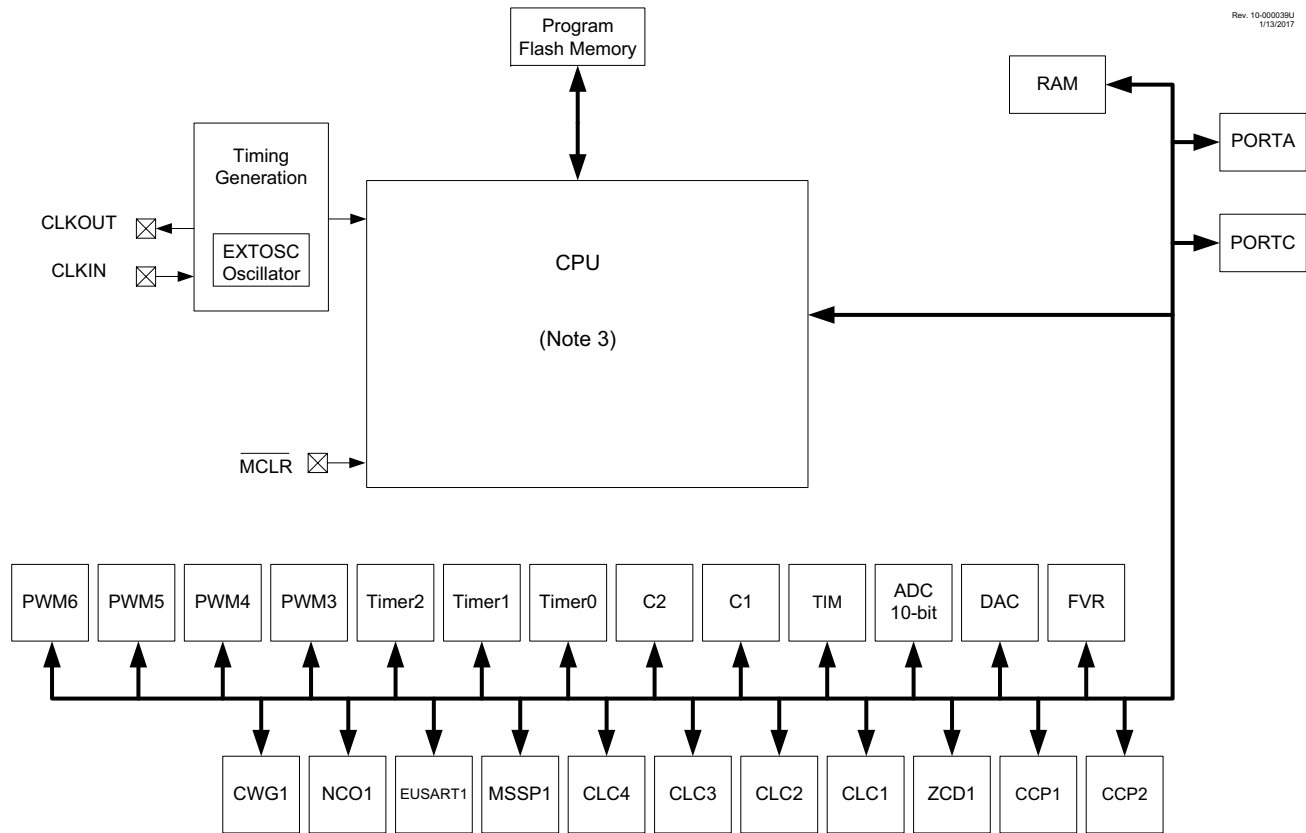 Rev. 10-000039U
1/13/2017
Program
Flash Memory
RAM
PORTA
Timing
Generation
PORTC
CLKOUT
EXTOSC
Oscillator
CLKIN
CPU
(Note 3)
MCLR
PWM6
PWM5
PWM4
PWM3
Timer2
Timer1
Timer0
C2
C1
TIM
ADC
10-bit
DAC
FVR
CWG1
NCO1
EUSART1
MSSP1
CLC4
CLC3
CLC2
CLC1
ZCD1
CCP1
CCP2